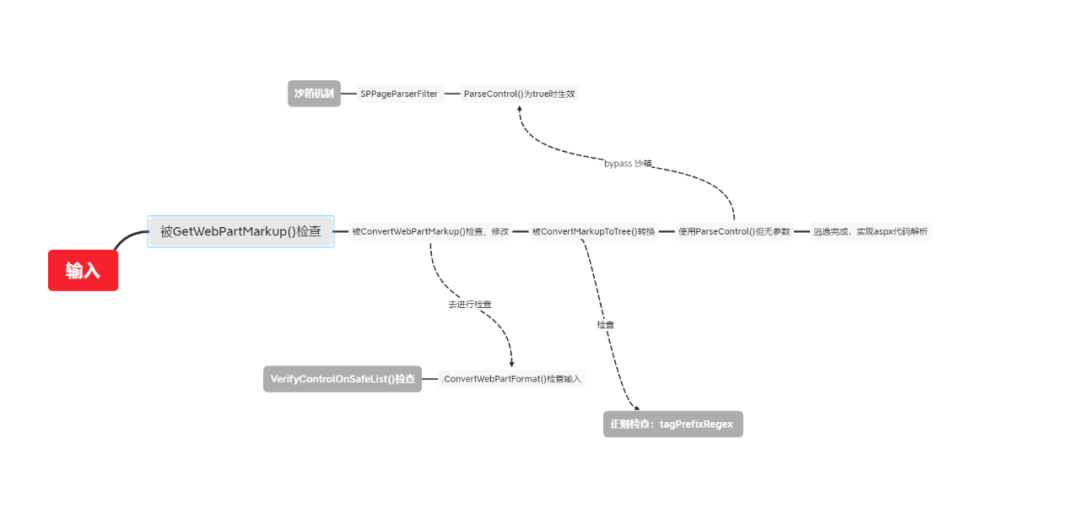 沙箱机制
SPPageParserFilter
ParseControl()为true时生效
bypass 沙箱
输入
被GetWebPartMarkup()检查
被ConvertWebPartMarkup()检查、修改
被ConvertMarkupToTree()转换
使用ParseControl()但无参数
逃逸完成，实现aspx代码解析
去进行检查
检查
VerifyControlOnSafeList()检查
.ConvertWebPartFormat()检查输入
正则检查：tagPrefixRegex